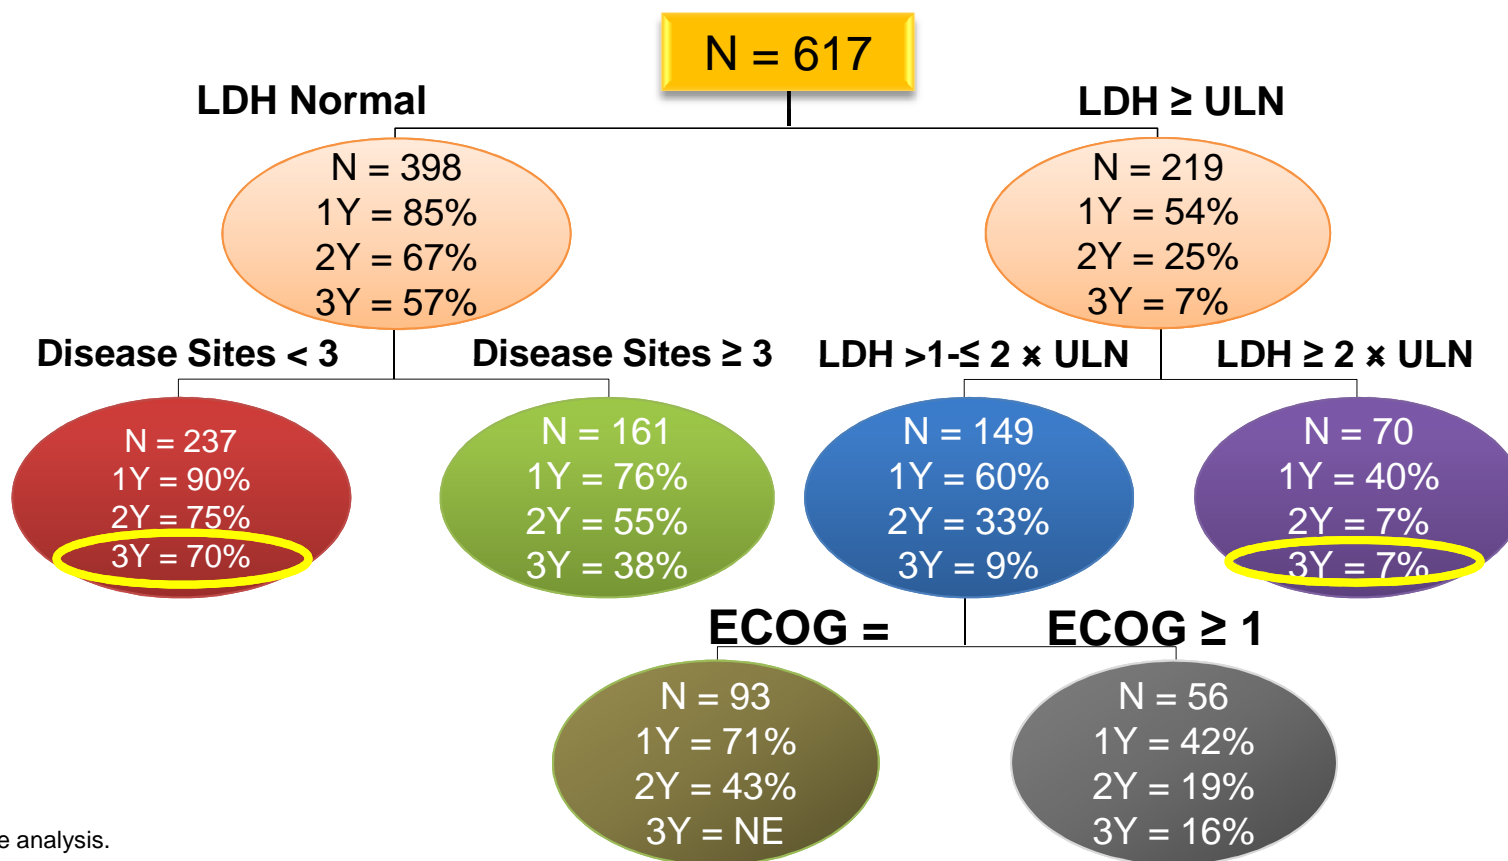 N = 617
LDH Normal
LDH ≥ ULN
N = 398
1Y = 85%
2Y = 67%
3Y = 57%
N = 219
1Y = 54%
2Y = 25%
3Y = 7%
Disease Sites < 3
Disease Sites ≥ 3
LDH >1-≤ 2 × ULN
LDH ≥ 2 × ULN
N = 237
1Y = 90%
2Y = 75%
3Y = 70%
N = 161
1Y = 76%
2Y = 55%
3Y = 38%
N = 149
1Y = 60%
2Y = 33%
3Y = 9%
N = 70
1Y = 40%
2Y = 7%
3Y = 7%
ECOG =
ECOG ≥ 1
N = 93
1Y = 71%
2Y = 43%
3Y = NE
N = 56
1Y = 42%
2Y = 19%
3Y = 16%
e analysis.